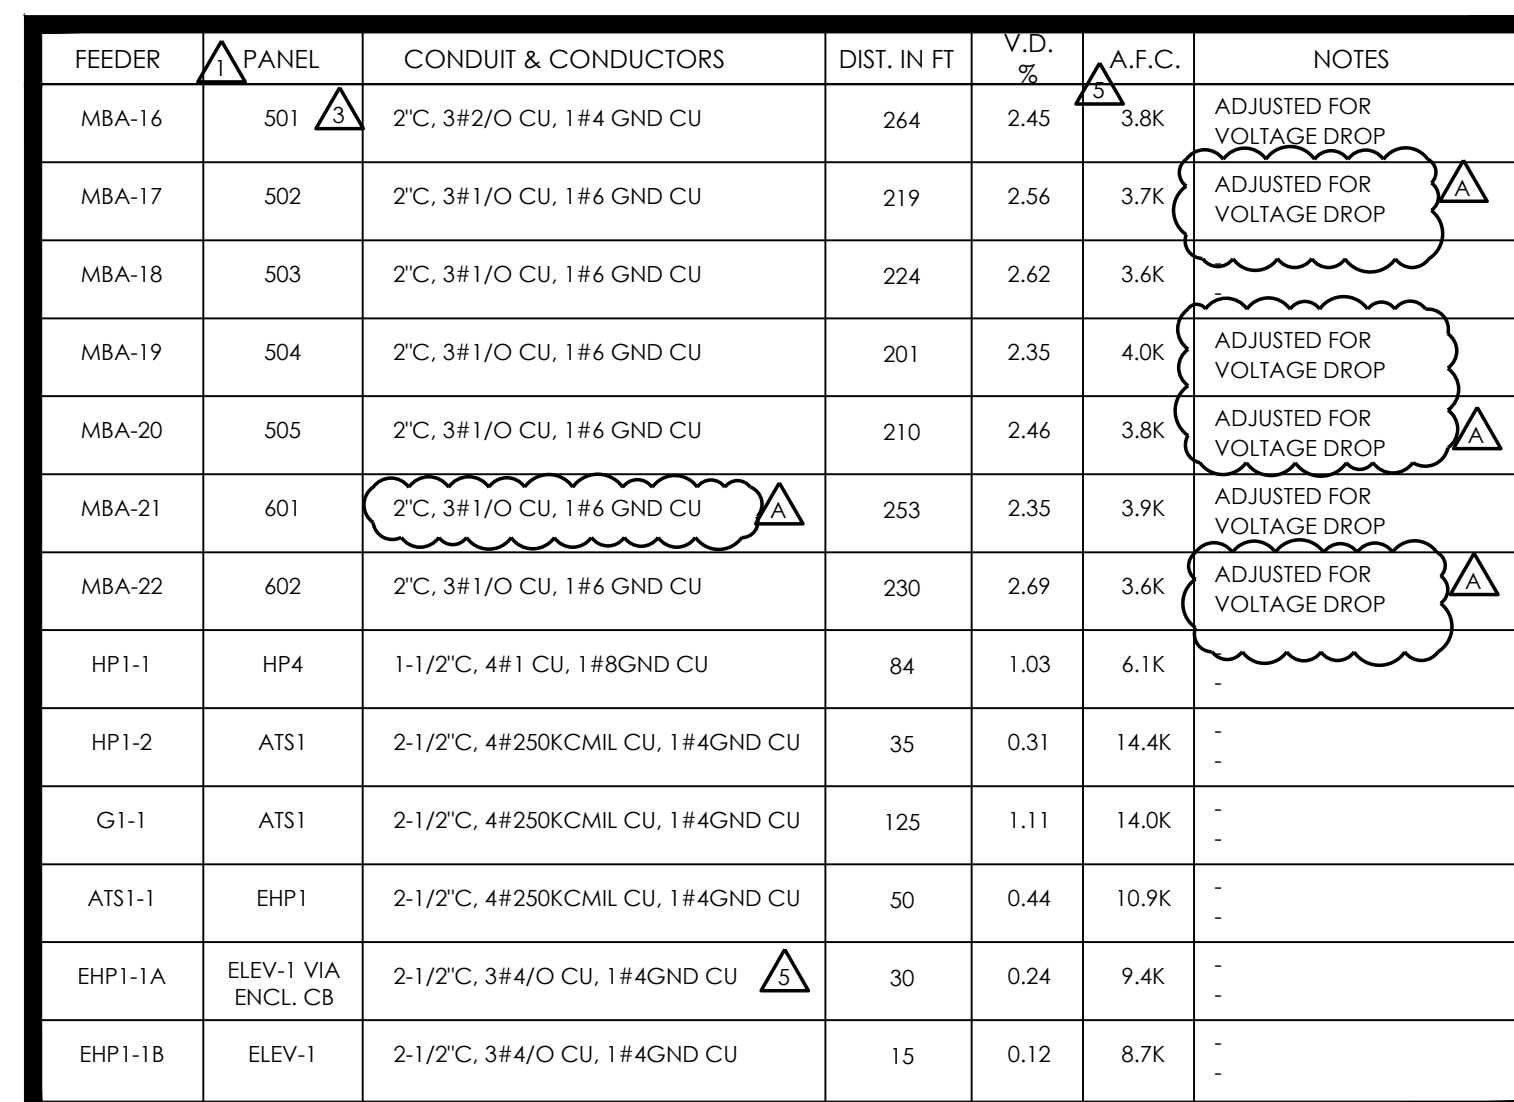 FEEDER 1 PANEL CONDUIT & CONDUCTORS DIST. IN FT V.D. % 5 A.F.C. NOTES
MBA-16 501 3 2"C, 3#2/O CU, 1#4 GND CU 264 2.45 3.8K ADJUSTED FOR
VOLTAGE DROP
MBA-17 502 2"C, 3#1/O CU, 1#6 GND CU 219 2.56 3.7K ADJUSTED FOR A
VOLTAGE DROP
MBA-18 503 2"C, 3#1/O CU, 1#6 GND CU 224 2.62 3.6K -
-
MBA-19 504 2"C, 3#1/O CU, 1#6 GND CU 201 2.35 4.0K ADJUSTED FOR
VOLTAGE DROP
MBA-20 505 2"C, 3#1/O CU, 1#6 GND CU 210 2.46 3.8K ADJUSTED FOR
VOLTAGE DROP A
MBA-21 601 2"C, 3#1/O CU, 1#6 GND CU A 253 2.35 3.9K ADJUSTED FOR
VOLTAGE DROP
MBA-22 602 2"C, 3#1/O CU, 1#6 GND CU 230 2.69 3.6K ADJUSTED FOR A
VOLTAGE DROP
HP1-1 HP4 1-1/2"C, 4#1 CU, 1#8GND CU 84 1.03 6.1K -
-
HP1-2 ATS1 2-1/2"C, 4#250KCMIL CU, 1#4GND CU 35 0.31 14.4K -
-
G1-1 ATS1 2-1/2"C, 4#250KCMIL CU, 1#4GND CU 125 1.11 14.0K -
-
ATS1-1 EHP1 2-1/2"C, 4#250KCMIL CU, 1#4GND CU 50 0.44 10.9K -
-
EHP1-1A ELEV-1 VIA 2-1/2"C, 3#4/O CU, 1#4GND CU 5 30 0.24 9.4K -
ENCL. CB -
EHP1-1B ELEV-1 2-1/2"C, 3#4/O CU, 1#4GND CU 15 0.12 8.7K -
-